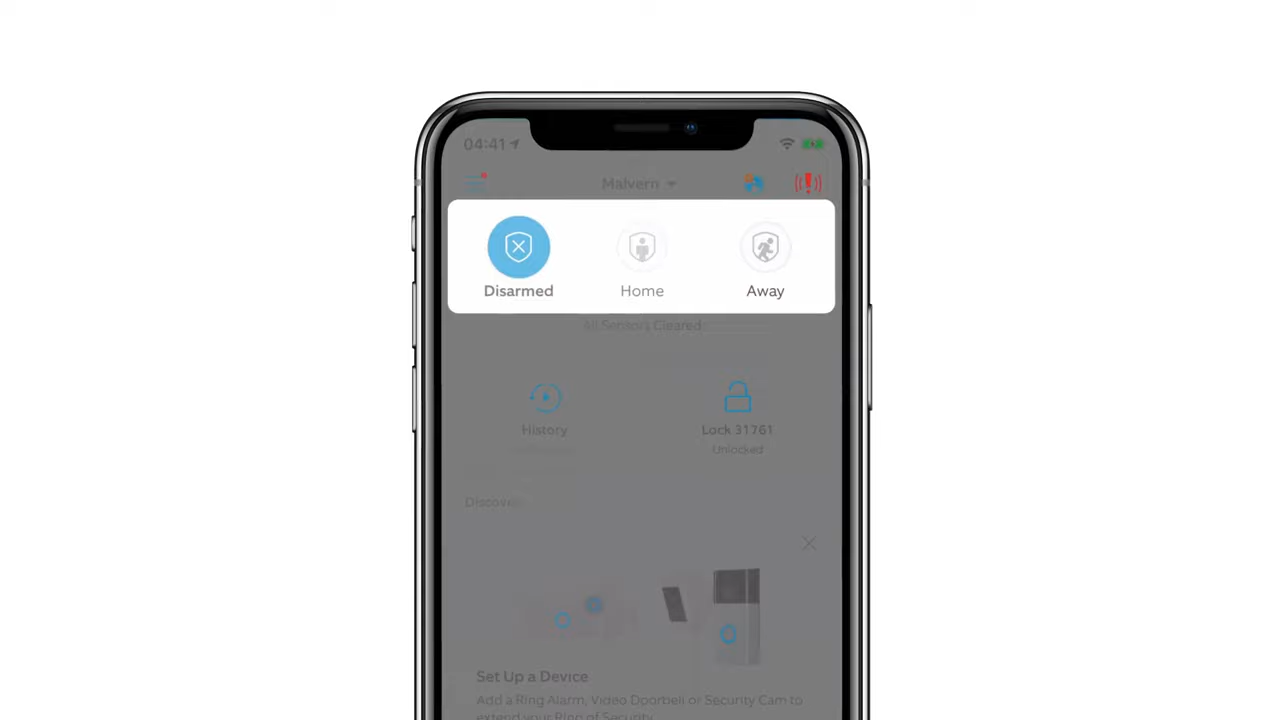 04:41
Malvern
Disarmed
Home
Away
All Sensors Cleared
History
Lock 31761
Unlocked
Discover
Set Up a Device
Add a Ring Alarm, Video Doorbell or Security Cam to
extend your Ring of Security.